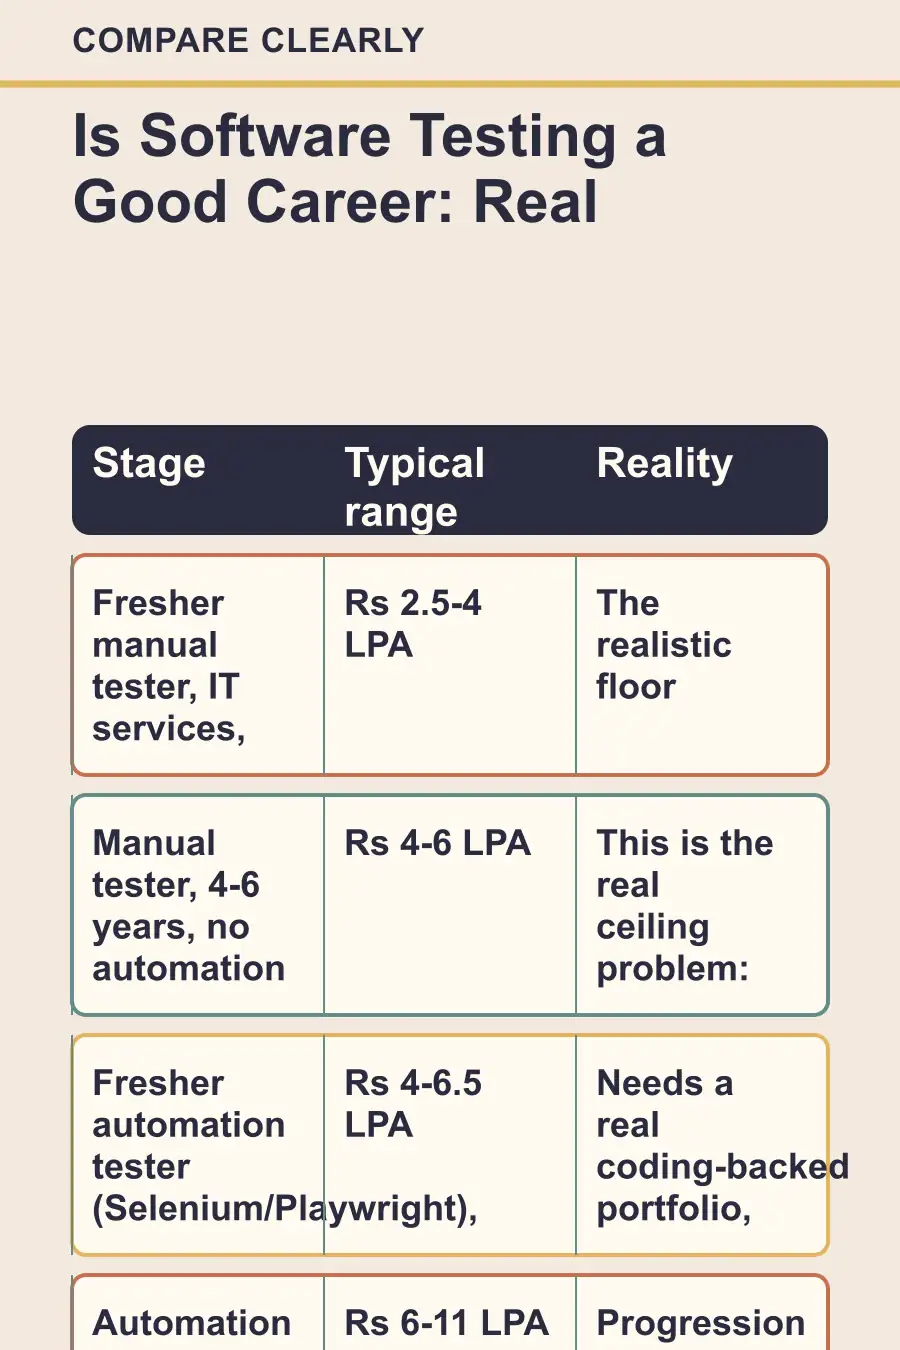 COMPARE CLEARLY
Is Software Testing a
Good Career: Real
Stage
Typical
range
Reality
Fresher
manual
tester, IT
services,
Rs 2.5-4
LPA
The
realistic
floor
Manual
tester, 4-6
years, no
automation
Rs 4-6 LPA
This is the
real
ceiling
problem:
Fresher
automation
tester
(Selenium/Playwright),
Rs 4-6.5
LPA
Needs a
real
coding-backed
portfolio,
Automation
Rs 6-11 LPA
Progression